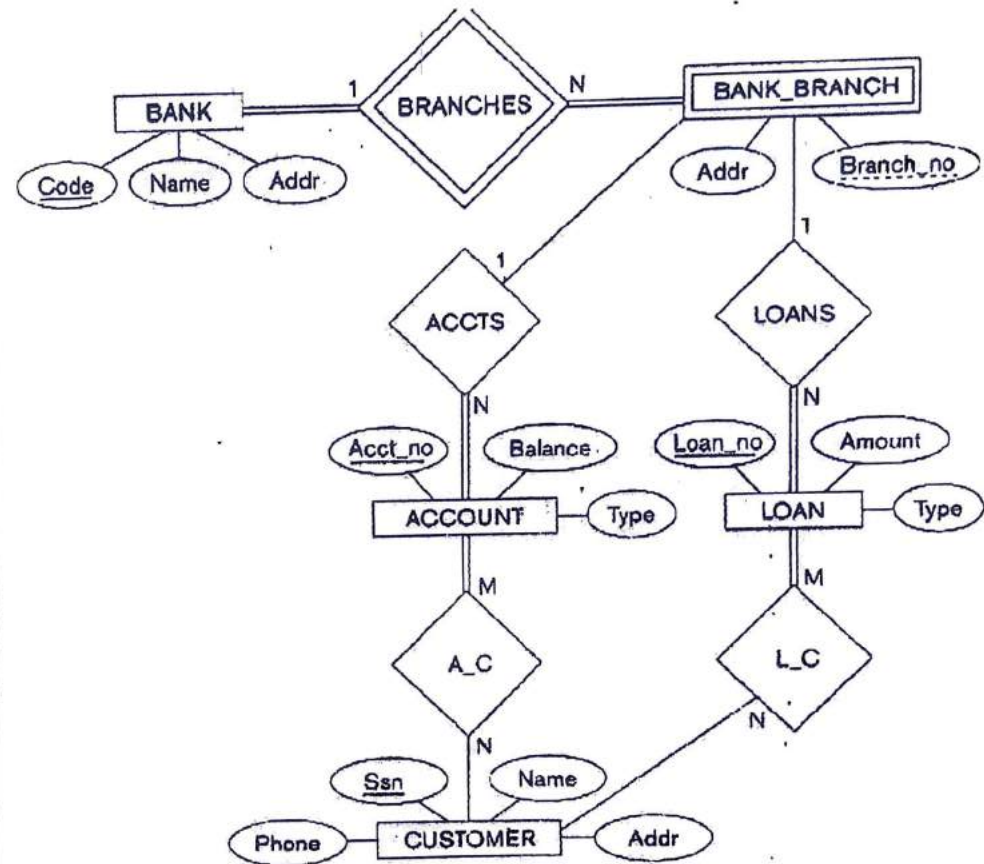 1
BRANCHES
N
BANK_BRANCH
BANK
Code
Name
Addr
Addr
Branch_no
1
1
ACCTS
LOANS
N
N
Acct_no
Balance
Loan_no
Amount
ACCOUNT
Type
LOAN
Type
M
M
A_C
L_C
N
N
Ssn
Name
Phone
CUSTOMER
Addr